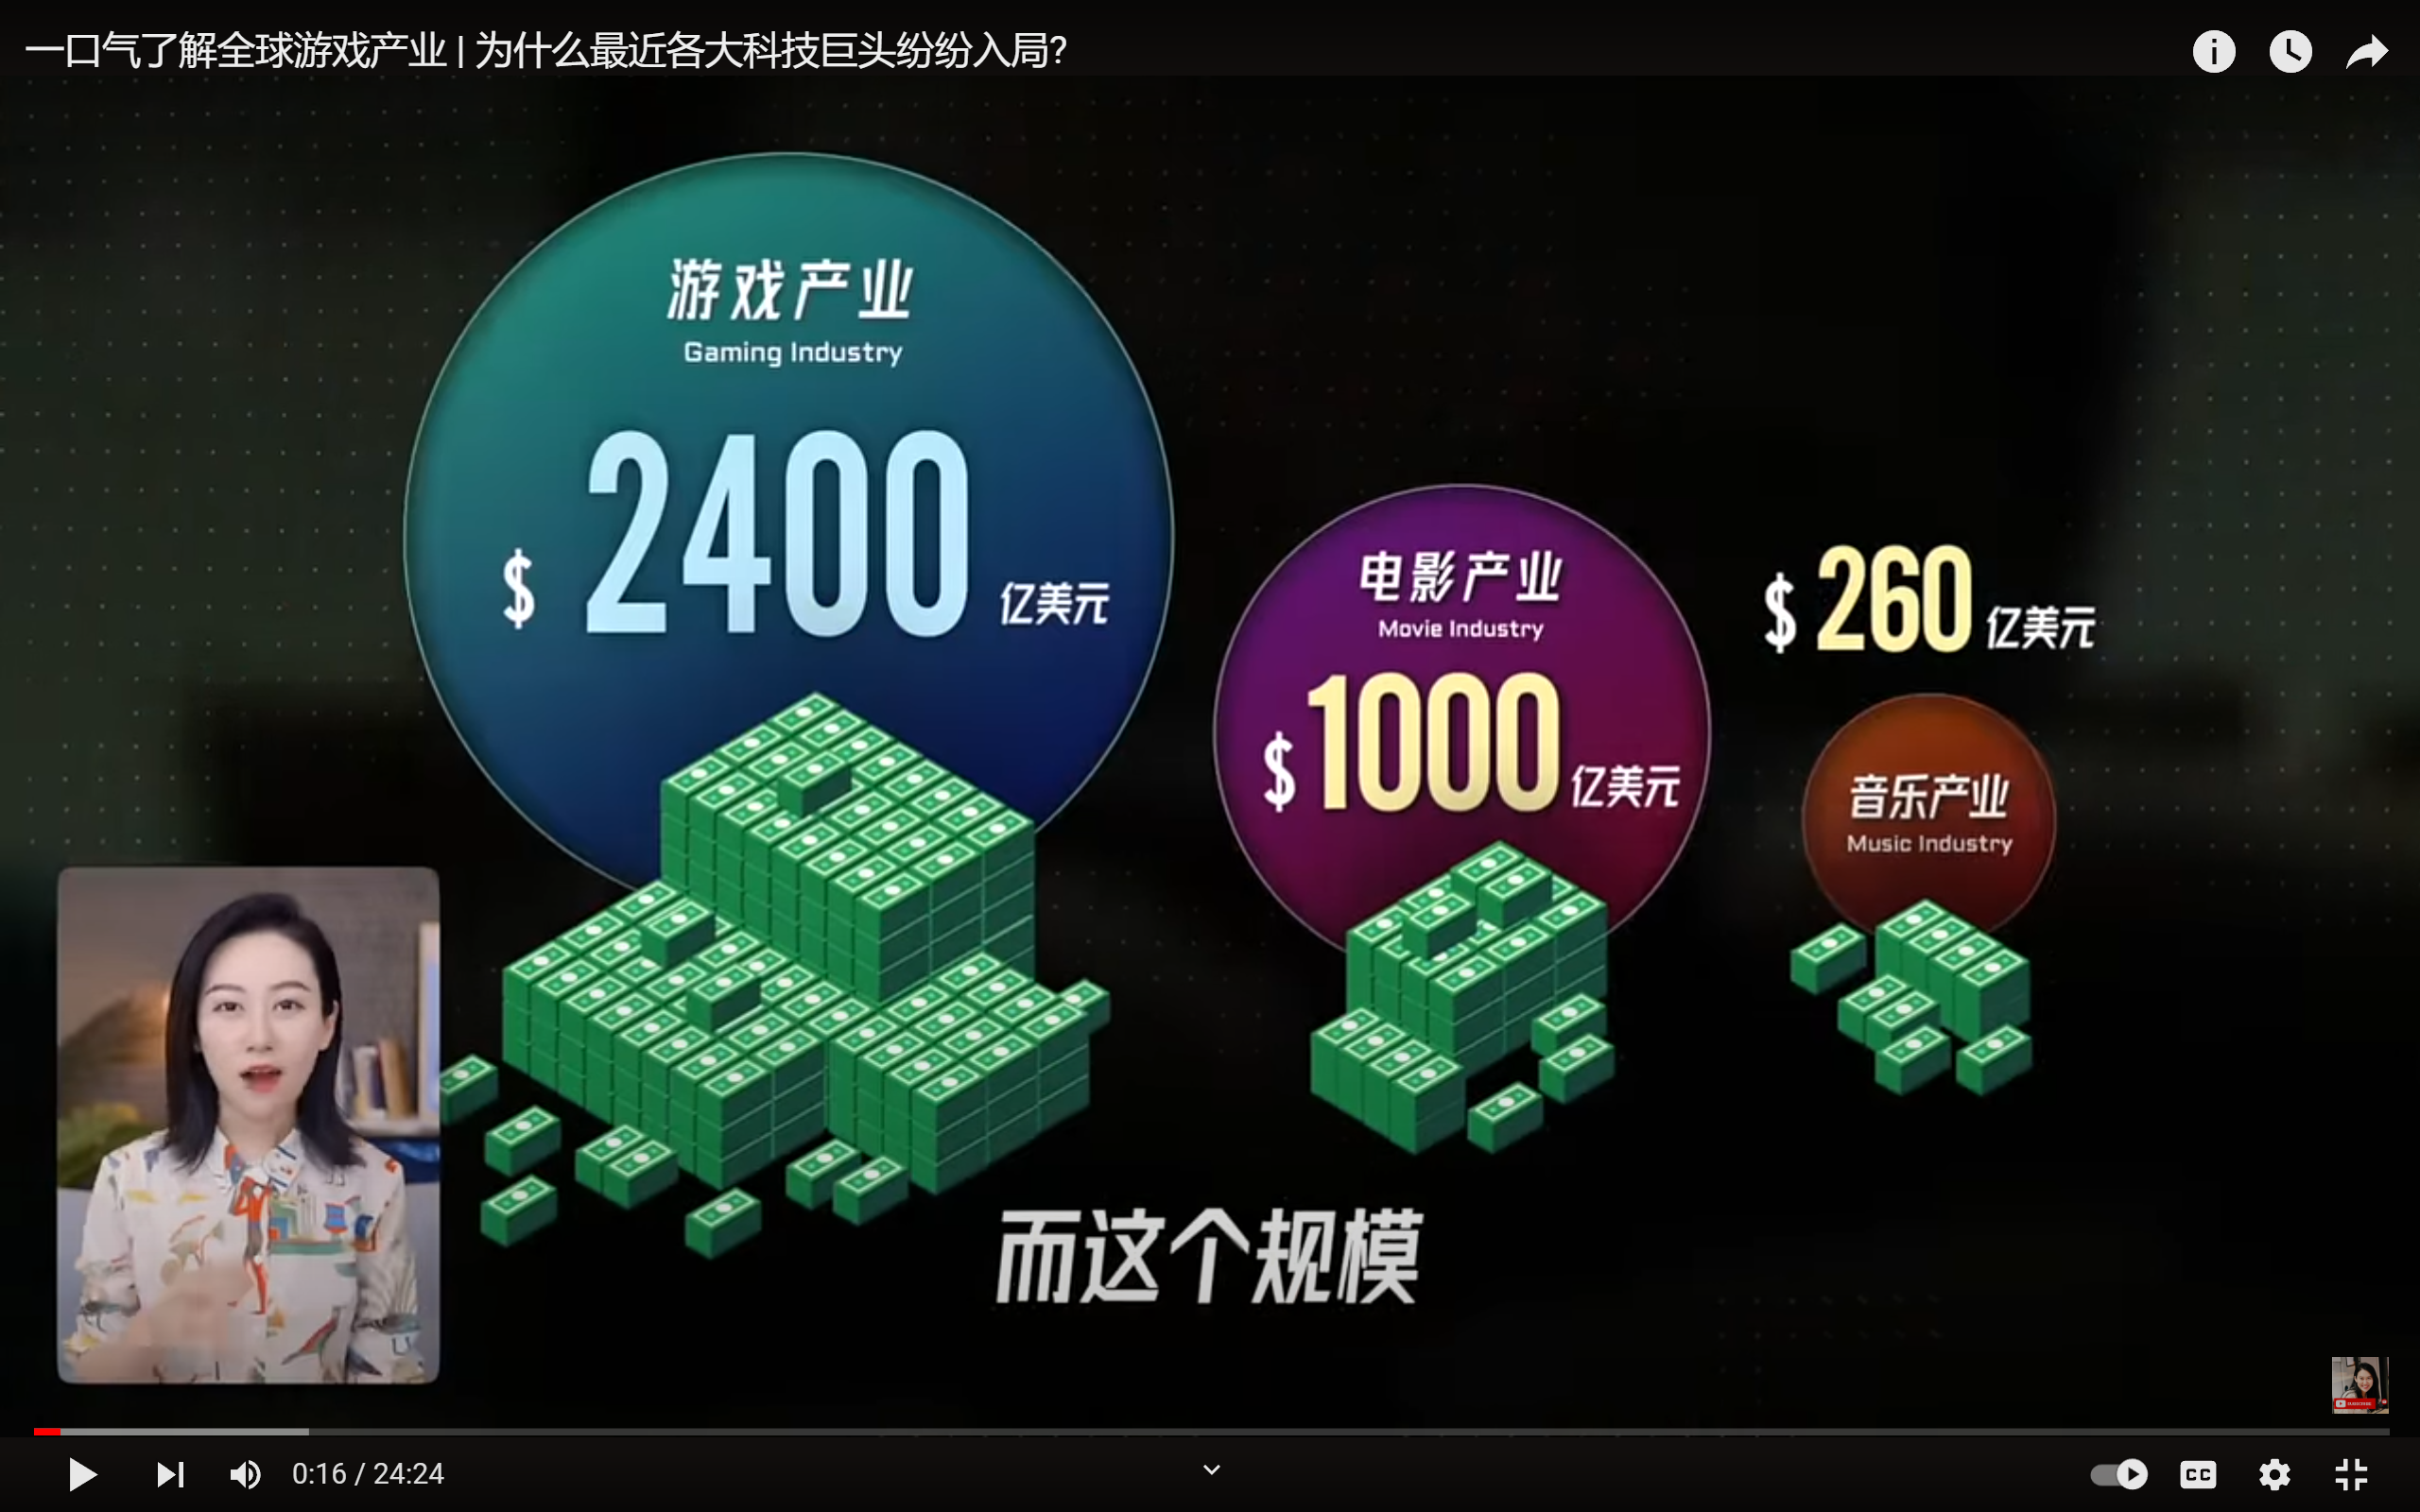 一口气了解全球游戏产业 | 为什么最近各大科技巨头纷纷入局?
游戏产业
Gaming Industry
$ 2400 亿美元
电影产业
Movie Industry
$ 1000 亿美元
$ 260 亿美元
音乐产业
Music Industry
而这个规模
0:16 / 24:24
CC